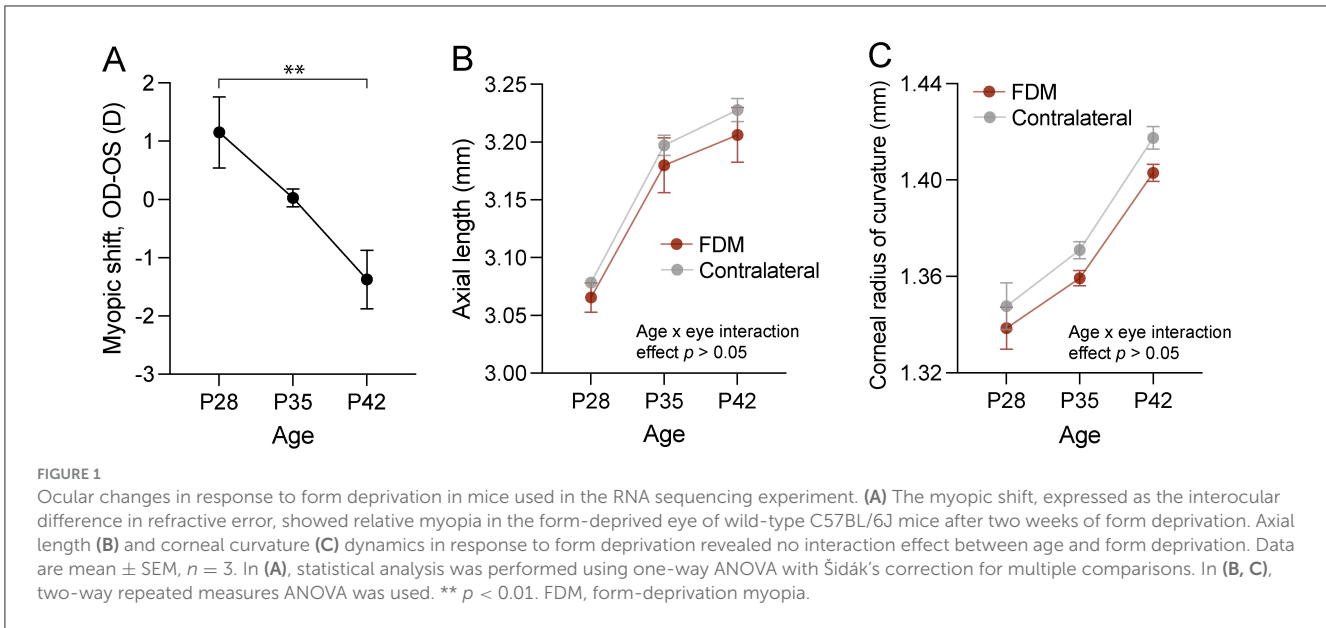 A
**
2
1
0
-1
-2
-3
Myopic shift, OD-OS (D)
P28 P35 P42
Age
B
3.25
3.20
3.15
3.10
3.05
3.00
Axial length (mm)
FDM
Contralateral
Age x eye interaction
effect p > 0.05
P28 P35 P42
Age
C
1.44
1.40
1.36
1.32
Corneal radius of curvature (mm)
FDM
Contralateral
Age x eye interaction
effect p > 0.05
P28 P35 P42
Age
FIGURE 1
Ocular changes in response to form deprivation in mice used in the RNA sequencing experiment. (A) The myopic shift, expressed as the interocular
difference in refractive error, showed relative myopia in the form-deprived eye of wild-type C57BL/6J mice after two weeks of form deprivation. Axial
length (B) and corneal curvature (C) dynamics in response to form deprivation revealed no interaction effect between age and form deprivation. Data
are mean ± SEM, n = 3. In (A), statistical analysis was performed using one-way ANOVA with Šidák's correction for multiple comparisons. In (B, C),
two-way repeated measures ANOVA was used. ** p < 0.01. FDM, form-deprivation myopia.